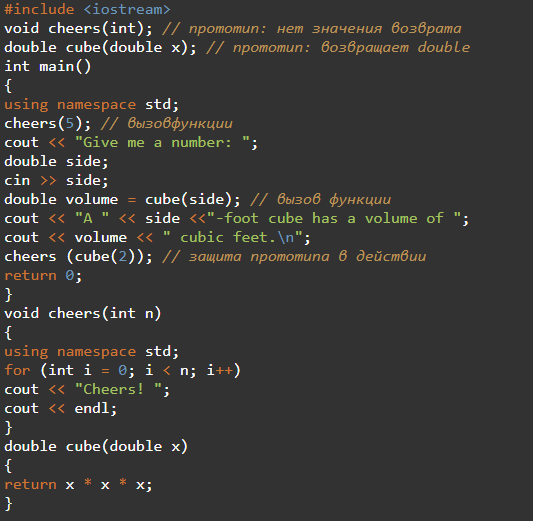 #include <iostream>
void cheers(int); // прототип: нет значения возврата
double cube(double x); // прототип: возвращает double
int main()
{
using namespace std;
cheers(5); // вызовфункции
cout << "Give me a number: ";
double side;
cin >> side;
double volume = cube(side); // вызов функции
cout << "A " << side <<"-foot cube has a volume of ";
cout << volume << " cubic feet.\n";
cheers (cube(2)); // защита прототипа в действии
return 0;
}
void cheers(int n)
{
using namespace std;
for (int i = 0; i < n; i++)
cout << "Cheers! ";
cout << endl;
}
double cube(double x)
{
return x * x * x;
}